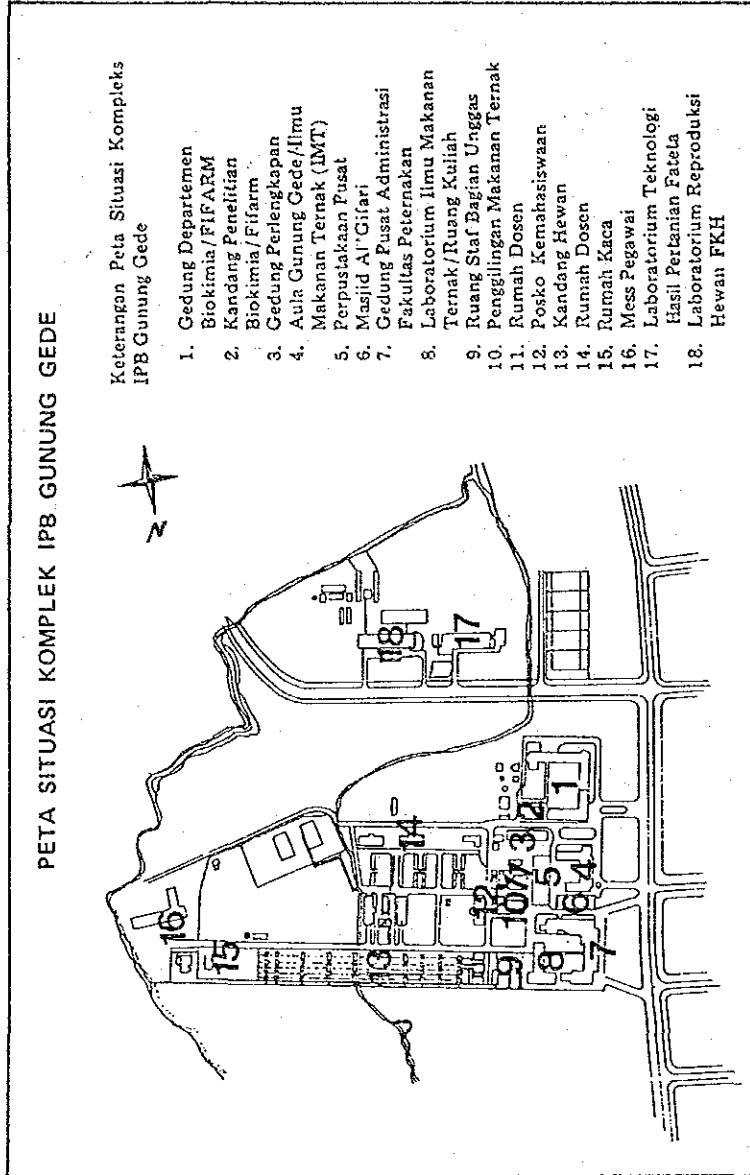 PETA SITUASI KOMPLEK IPB GUNUNG GEDE
N
Keterangan Peta Situasi Kompleks
IPB Gunung Gede
1. Gedung Departemen
Biokimia/FIFARM
2. Kandang Penelitian
Biokimia/Fifarm
3. Gedung Perlengkapan
4. Aula Gunung Gede/Ilmu
Makanan Ternak (IMT)
5. Perpustakaan Pusat
6. Masjid Al'Gifari
7. Gedung Pusat Administrasi
Fakultas Peternakan
8. Laboratorium Ilmu Makanan
Ternak/Ruang Kuliah
9. Ruang Staf Bagian Unggas
10. Penggilingan Makanan Ternak
11. Rumah Dosen
12. Posko Kemahasiswaan
13. Kandang Hewan
14. Rumah Dosen
15. Rumah Kaca
16. Mess Pegawai
17. Laboratorium Teknologi
Hasil Pertanian Fateta
18. Laboratorium Reproduksi
Hewan FKH
16
15
13
14
18
17
12
9
10
11
3
2
8
5
1
6
4
7